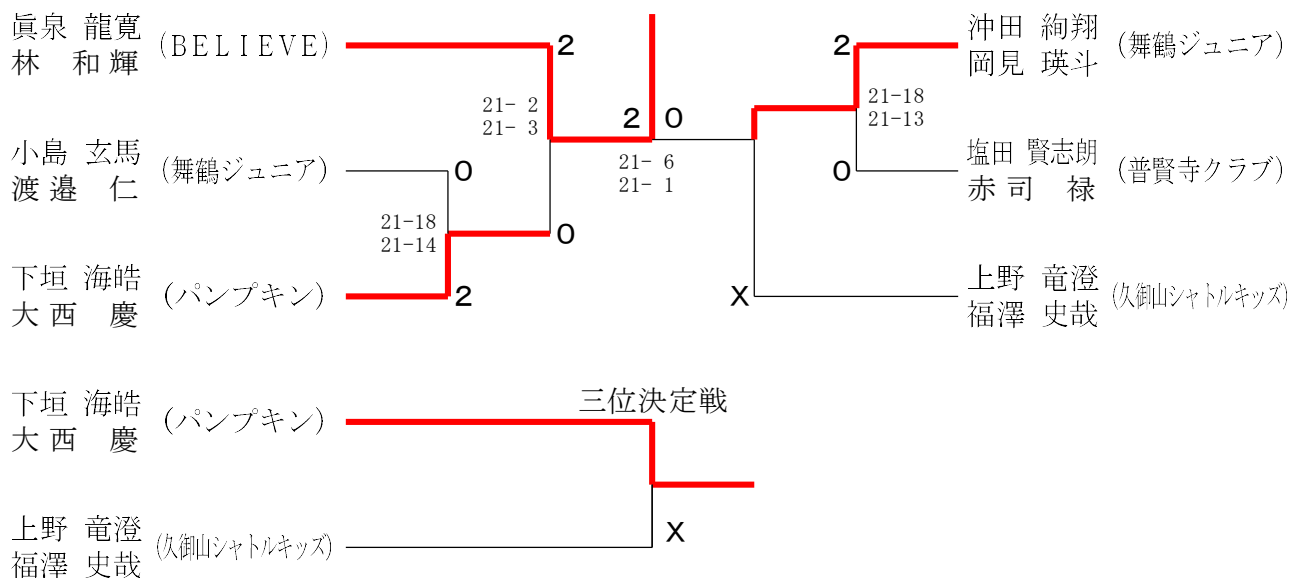 眞泉 龍寛
林 和輝
(BELIEVE)
2
21- 2
21- 3
小島 玄馬
渡邉 仁
(舞鶴ジュニア)
0
21-18
21-14
0
下垣 海皓
大西 慶
(パンプキン)
2
2 0
21- 6
21- 1
沖田 絢翔
岡見 瑛斗
(舞鶴ジュニア)
2
21-18
21-13
塩田 賢志朗
赤司 禄
(普賢寺クラブ)
0
上野 竜澄
福澤 史哉
(久御山シャトルキッズ)
X
三位決定戦
下垣 海皓
大西 慶
(パンプキン)
上野 竜澄
福澤 史哉
(久御山シャトルキッズ)
X